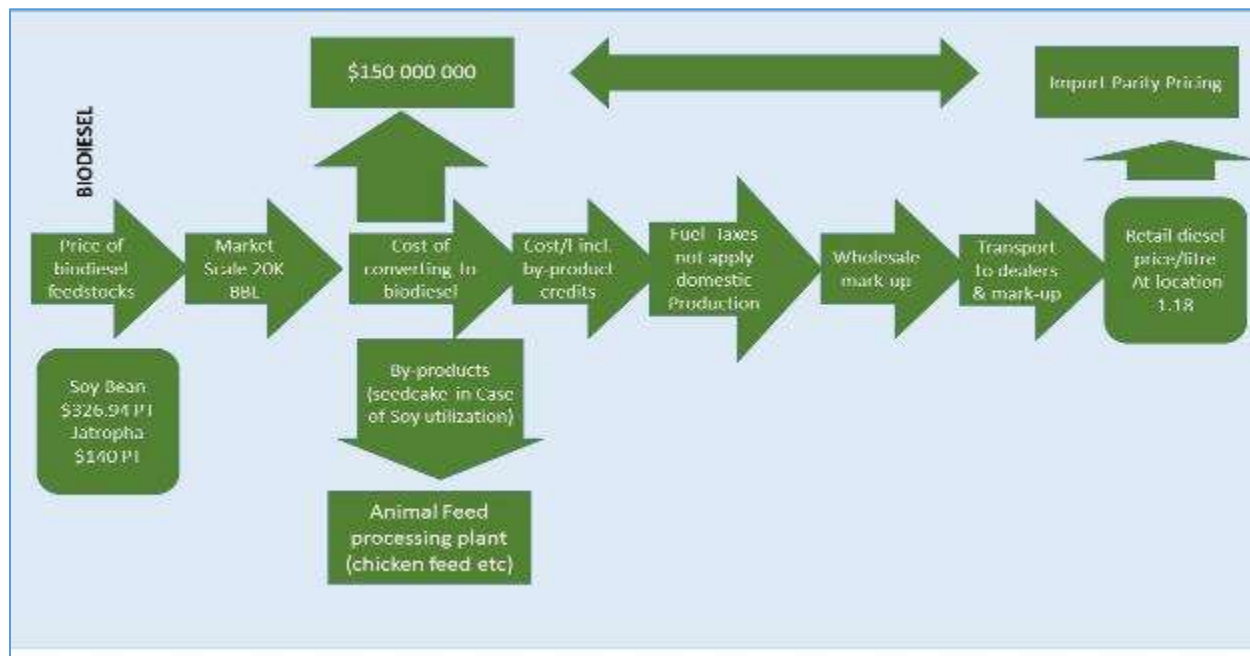 $150 000 000
Import Parity Pricing
BIODIESEL
Price of
biodiesel
feedstocks
Market
Scale 20K
BBL
Cost of
converting to
biodiesel
Cost/l incl.
by-product
credits
Fuel Taxes
not apply
domestic
Production
Wholesale
mark up
Transport
to dealers
& mark-up
Retail diesel
price/litre
At location
1.18
Soy Bean
$326.94 PT
Jatropha
$140 PT
By-products
(seedcake in Case
of Soy utilization)
Animal Feed
processing plant
(chicken feed etc)